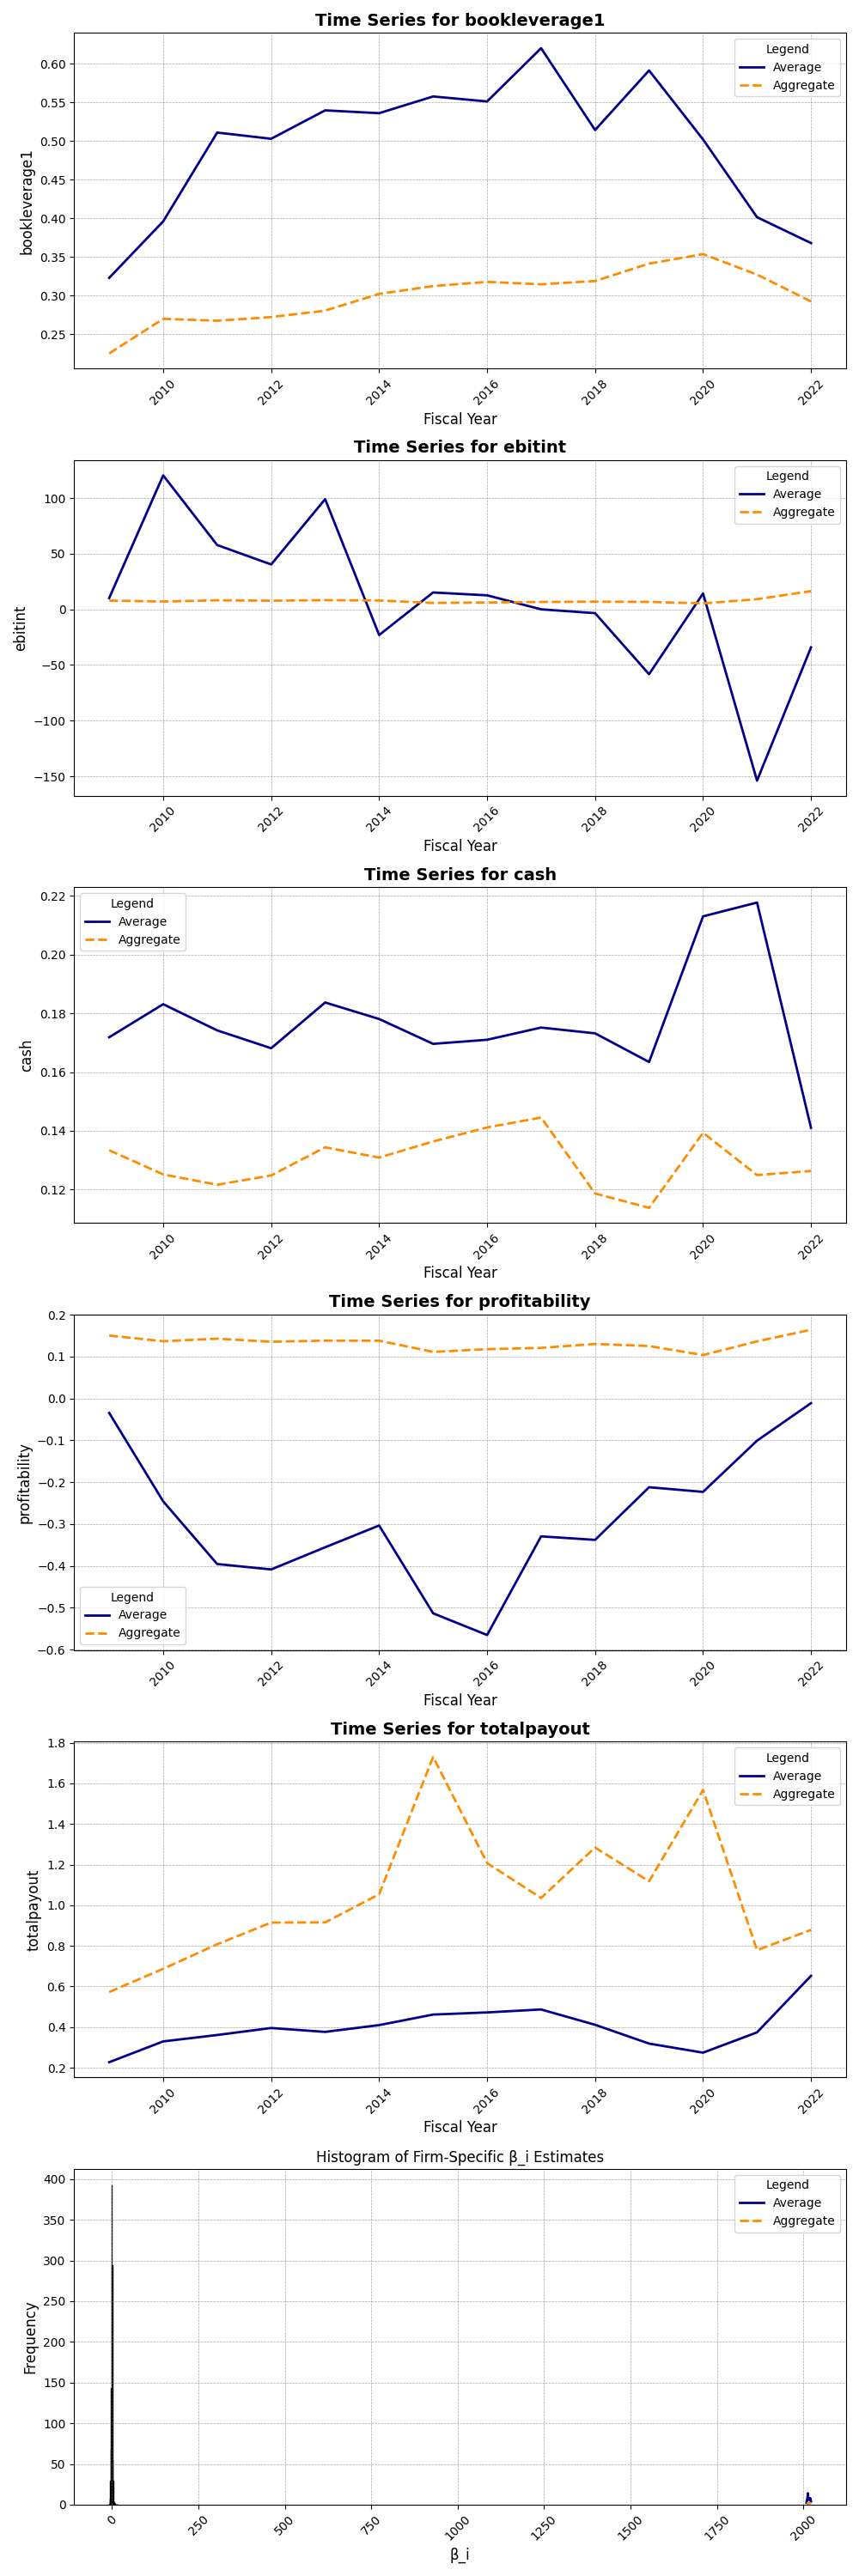 Time Series for bookleverage1
Legend
Average
Aggregate
0.60
0.55
0.50
0.45
0.40
0.35
0.30
0.25
bookleverage1
2010
2012
2014
2016
2018
2020
2022
Fiscal Year
Time Series for ebitint
Legend
Average
Aggregate
100
50
0
−50
−100
−150
ebitint
2010
2012
2014
2016
2018
2020
2022
Fiscal Year
Time Series for cash
Legend
Average
Aggregate
0.22
0.20
0.18
0.16
0.14
0.12
cash
2010
2012
2014
2016
2018
2020
2022
Fiscal Year
Time Series for profitability
0.2
0.1
0.0
−0.1
−0.2
−0.3
−0.4
−0.5
−0.6
profitability
Legend
Average
Aggregate
2010
2012
2014
2016
2018
2020
2022
Fiscal Year
Time Series for totalpayout
Legend
Average
Aggregate
1.8
1.6
1.4
1.2
1.0
0.8
0.6
0.4
0.2
totalpayout
2010
2012
2014
2016
2018
2020
2022
Fiscal Year
Histogram of Firm-Specific β_i Estimates
Legend
Average
Aggregate
400
350
300
250
200
150
100
50
0
Frequency
0
250
500
750
1000
1250
1500
1750
2000
β_i